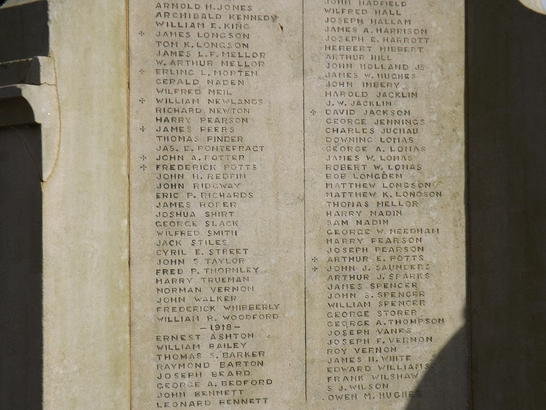 ARNOLD H. JONES
ARCHIBALD KENNEDY
WILLIAM E. KING
JAMES LONGSON
TOM K. LONGSON
JAMES L. F. MELLOR
W. ARTHUR MELLOR
ERLING L. MORTEN
GERALD NADEN
WILFRED NEIL
WILLIAM NEWLANDS
RICHARD NEWTON
HARRY PEARSON
JAMES PEERS
THOMAS PINDER
JAS. E. PONTEFRACT
JOHN A. POTTER
FREDERICK POTTS
JOHN H. REDFIN
JOHN RIDGWAY
ERIC P. RICHARDS
JAMES ROPER
JOSHUA SHIRT
GEORGE SLACK
WILFRED SMITH
JACK STILES
CYRIL E. STREET
JOHN S TAYLOR
FRED P. THORNLEY
HARRY TRUEMAN
NORMAN VERNON
JOHN WALKER
FREDERICK WHIBBERLY
WILLIAM R. WOODFORD
—1918—
ERNEST ASHTON
WILLIAM BAILEY
THOMAS S. BARKER
RAYMOND BARTON
JOSEPH BEARD
GEORGE A. BEDFORD
JOHN BENNETT
LEONARD BENNETT
JOHN HADFIELD
WILFRED HALL
JOSEPH HALLAM
JAMES A. HARRISON
JOSEPH E. HARROTT
HERBERT HIBBERT
ARTHUR HILL
JOHN HOLLAND JR
JAMES W. HUGHES
JOHN IMBERY
HAROLD JACKLIN
J. W. JACKLIN
DAVID JACKSON
GEORGE JENNINGS
CHARLES JUCHAU
DOWNING LOMAS
GEORGE A. LOMAS
JAMES W. LOMAS
ROBERT W. LOMAS
BOB LONGDEN
MATTHEW LONGSON
MATTHEW K. LONGSON
THOMAS MELLOR
HARRY NADIN
SAM NADIN
GEORGE W. NEEDHAM
HARRY PEARSON
JOSEPH PEARSON
ARTHUR E. POTTS
JOHN J. SAUNDERS
ARTHUR J. SPARKS
JAMES SPENCER
JOHN S. SPENCER
WILLIAM SPENCER
GEORGE STORER
GEORGE A. THOMPSON
JOSEPH VANES
JOSEPH F. VERNON
ROY VERNON
JAMES H. WHITE
EDWARD WILLIAMS
FRANK WILSHAW
S. J. WILSON
OWEN M. HUGHES